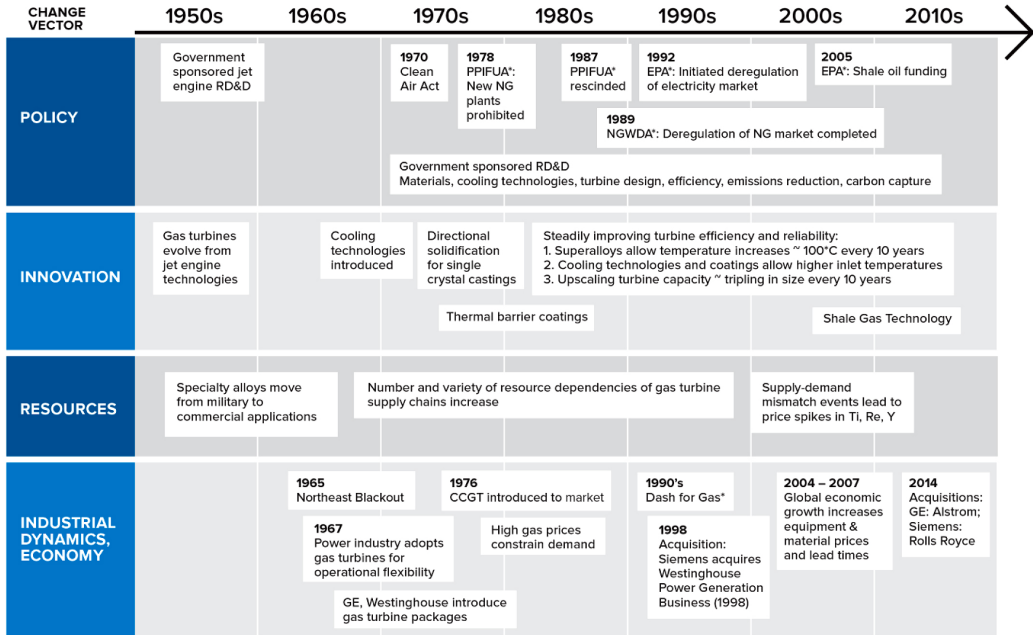 CHANGE
VECTOR
1950s
1960s
1970s
1980s
1990s
2000s
2010s
POLICY
Government
sponsored jet
engine RD&D
1970
Clean
Air Act
1978
PPIFUA*:
New NG
plants
prohibited
1987
PPIFUA*
rescinded
1992
EPA*: Initiated deregulation
of electricity market
2005
EPA*: Shale oil funding
1989
NGWDA*: Deregulation of NG market completed
Government sponsored RD&D
Materials, cooling technologies, turbine design, efficiency, emissions reduction, carbon capture
INNOVATION
Gas turbines
evolve from
jet engine
technologies
Cooling
technologies
introduced
Directional
solidification
for single
crystal castings
Steadily improving turbine efficiency and reliability:
1. Superalloys allow temperature increases ~ 100°C every 10 years
2. Cooling technologies and coatings allow higher inlet temperatures
3. Upscaling turbine capacity ~ tripling in size every 10 years
Thermal barrier coatings
Shale Gas Technology
RESOURCES
Specialty alloys move
from military to
commercial applications
Number and variety of resource dependencies of gas turbine
supply chains increase
Supply-demand
mismatch events lead to
price spikes in Ti, Re, Y
INDUSTRIAL
DYNAMICS,
ECONOMY
1965
Northeast Blackout
1967
Power industry adopts
gas turbines for
operational flexibility
GE, Westinghouse introduce
gas turbine packages
1976
CCGT introduced to market
High gas prices
constrain demand
1990's
Dash for Gas*
1998
Acquisition:
Siemens acquires
Westinghouse
Power Generation
Business (1998)
2004 – 2007
Global economic
growth increases
equipment &
material prices
and lead times
2014
Acquisitions:
GE: Alstrom;
Siemens:
Rolls Royce